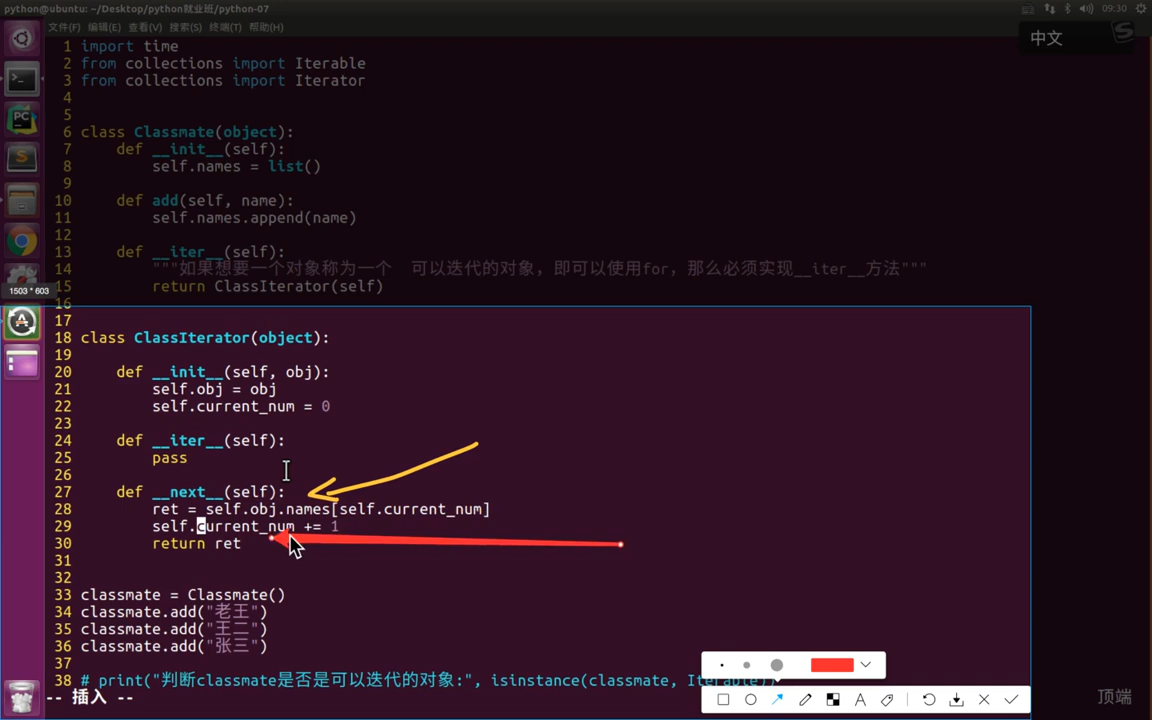 python@ubuntu: ~/Desktop/python就业班/python-07
09:30
文件(F) 编辑(E) 查看(V) 搜索(S) 终端(T) 帮助(H)
中文
1 import time
2 from collections import Iterable
3 from collections import Iterator
4
5
6 class Classmate(object):
7 def __init__(self):
8 self.names = list()
9
10 def add(self, name):
11 self.names.append(name)
12
13 def __iter__(self):
14 """如果想要一个对象称为一个 可以迭代的对象，即可以使用for，那么必须实现__iter__方法"""
15 return ClassIterator(self)
1503 * 603
16
17
18 class ClassIterator(object):
19
20 def __init__(self, obj):
21 self.obj = obj
22 self.current_num = 0
23
24 def __iter__(self):
25 pass
26
27 def __next__(self):
28 ret = self.obj.names[self.current_num]
29 self.current_num += 1
30 return ret
31
32
33 classmate = Classmate()
34 classmate.add("老王")
35 classmate.add("王二")
36 classmate.add("张三")
37
38 # print("判断classmate是否是可以迭代的对象:", isinstance(classmate, Iterable))
-- 插入 --
顶端